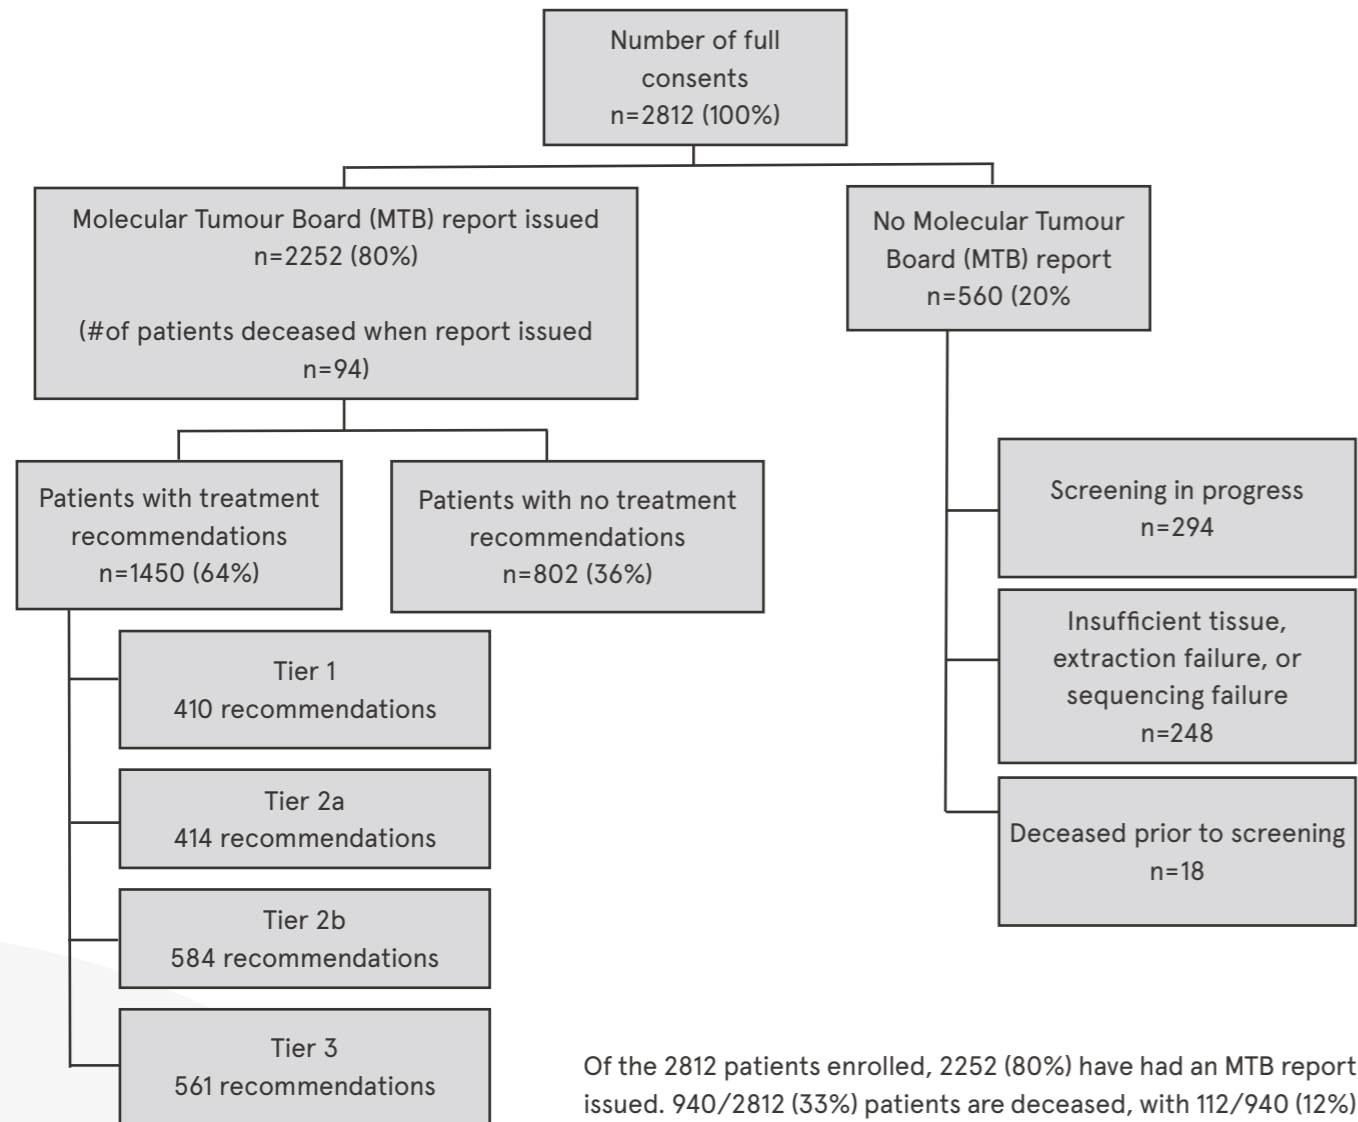 Number of full
consents
n=2812 (100%)
Molecular Tumour Board (MTB) report issued
n=2252 (80%)
(#of patients deceased when report issued
n=94)
No Molecular Tumour
Board (MTB) report
n=560 (20%
Patients with treatment
recommendations
n=1450 (64%)
Patients with no treatment
recommendations
n=802 (36%)
Screening in progress
n=294
Insufficient tissue,
extraction failure, or
sequencing failure
n=248
Deceased prior to screening
n=18
Tier 1
410 recommendations
Tier 2a
414 recommendations
Tier 2b
584 recommendations
Tier 3
561 recommendations
Of the 2812 patients enrolled, 2252 (80%) have had an MTB report
issued. 940/2812 (33%) patients are deceased, with 112/940 (12%)